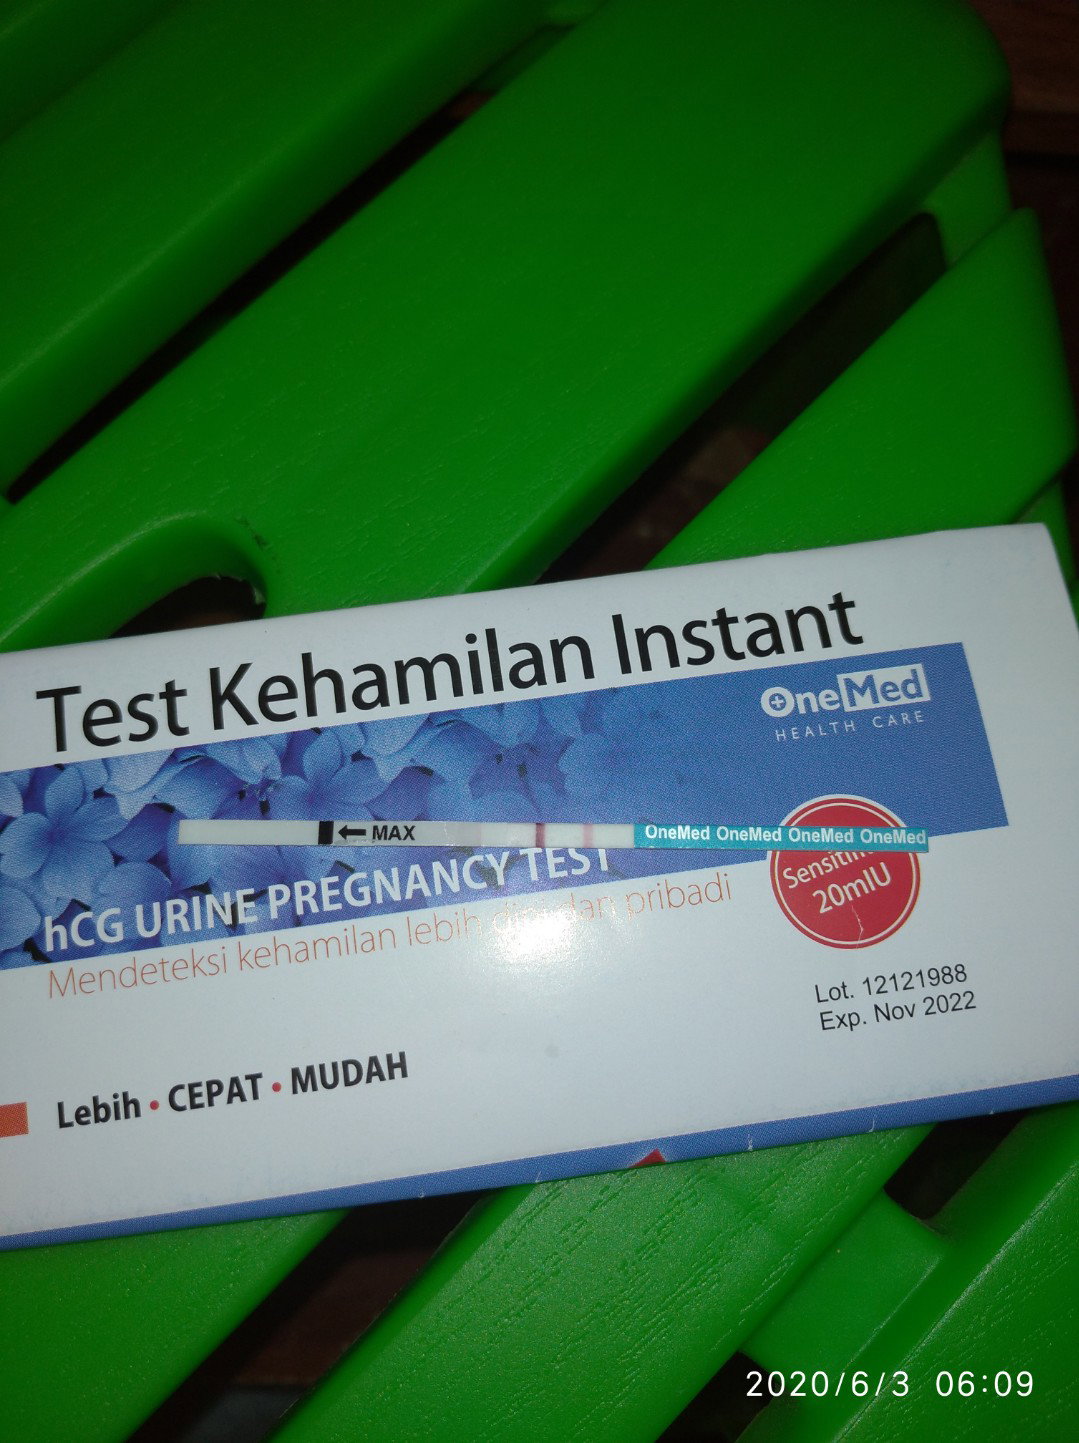 Test Kehamilan Instant
OneMed
HEALTH CARE
MAX
OneMed OneMed OneMed OneMed
hCG URINE PREGNANCY TEST
Mendeteksi kehamilan lebih dan pribadi
20mIU
Lot. 12121988
Exp. Nov 2022
Lebih • CEPAT • MUDAH
2020/6/3 06:09